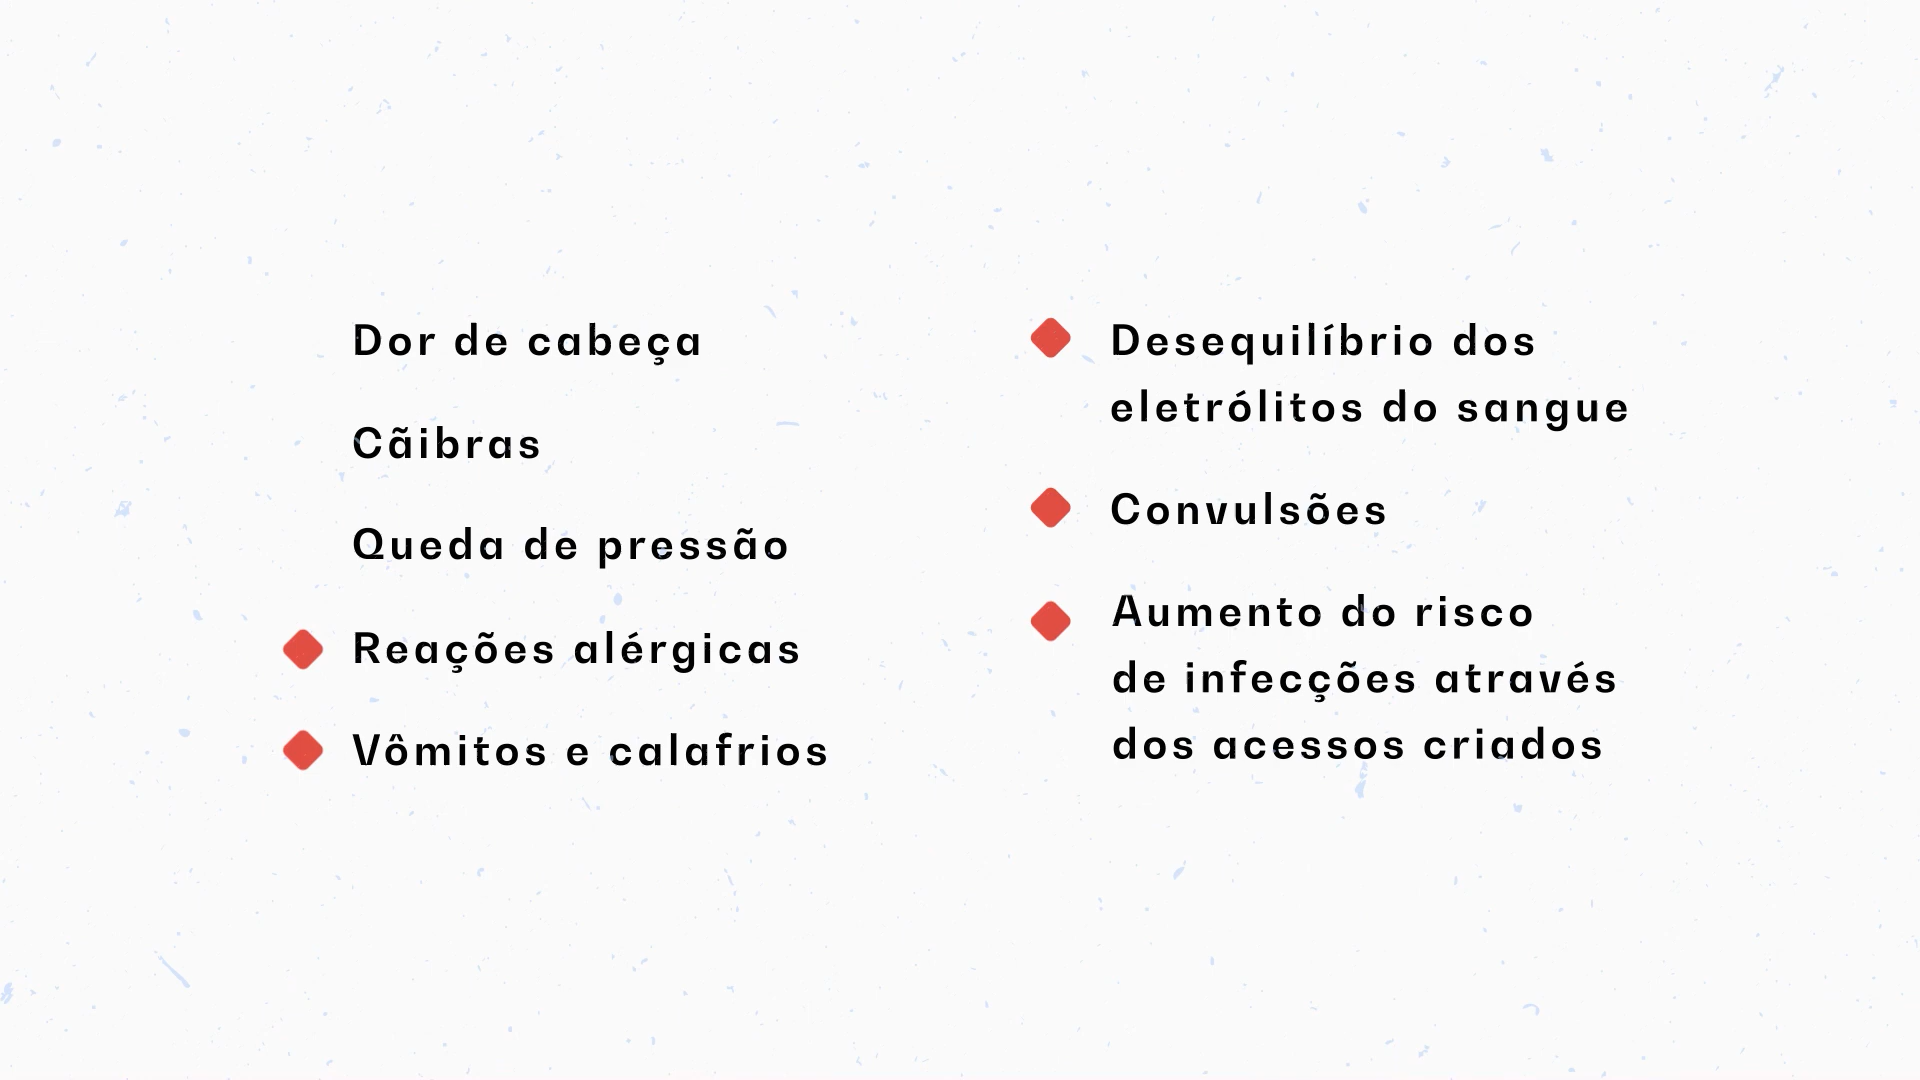 Dor de cabeça
Cãibras
Queda de pressão
Reações alérgicas
Vômitos e calafrios
Desequilíbrio dos
eletrólitos do sangue
Convulsões
Aumento do risco
de infecções através
dos acessos criados